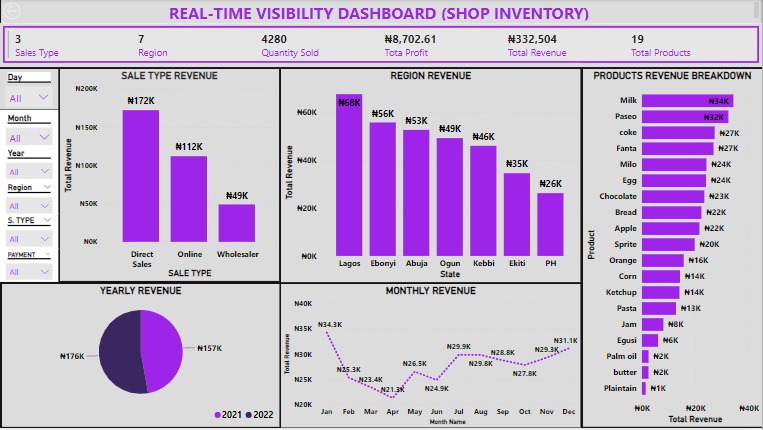 REAL-TIME VISIBILITY DASHBOARD (SHOP INVENTORY)
3 7 4280 ₦8,702.61 ₦332,504 19
Sales Type Region Quantity Sold Tota Profit Total Revenue Total Products
Day
All
Month
All
Year
All
Region
All
S. TYPE
All
PAYMENT
All
SALE TYPE REVENUE
₦200K
₦150K
₦100K
₦50K
₦0K
Total Revenue
₦172K
₦112K
₦49K
Direct Sales
Online
Wholesaler
SALE TYPE
REGION REVENUE
₦60K
₦40K
₦20K
₦0K
Total Revenue
₦68K ₦56K ₦53K ₦49K ₦46K ₦35K ₦26K
Lagos Ebonyi Abuja Ogun Kebbi Ekiti PH
State
PRODUCTS REVENUE BREAKDOWN
Product
Milk ₦34K
Paseo ₦32K
coke ₦27K
Fanta ₦27K
Milo ₦24K
Egg ₦24K
Chocolate ₦23K
Bread ₦22K
Apple ₦22K
Sprite ₦20K
Orange ₦16K
Corn ₦14K
Ketchup ₦14K
Pasta ₦13K
Jam ₦8K
Egusi ₦6K
Palm oil ₦2K
butter ₦2K
Plaintain ₦1K
₦0K ₦20K ₦40K
Total Revenue
YEARLY REVENUE
₦176K
₦157K
2021 2022
MONTHLY REVENUE
₦40K
₦35K
₦30K
₦25K
₦20K
Total Revenue
₦34.3K ₦25.3K ₦23.4K ₦21.3K ₦26.5K ₦24.9K ₦29.9K ₦29.8K ₦28.8K ₦27.8K ₦29.3K ₦31.1K
Jan Feb Mar Apr May Jun Jul Aug Sep Oct Nov Dec
Month Name